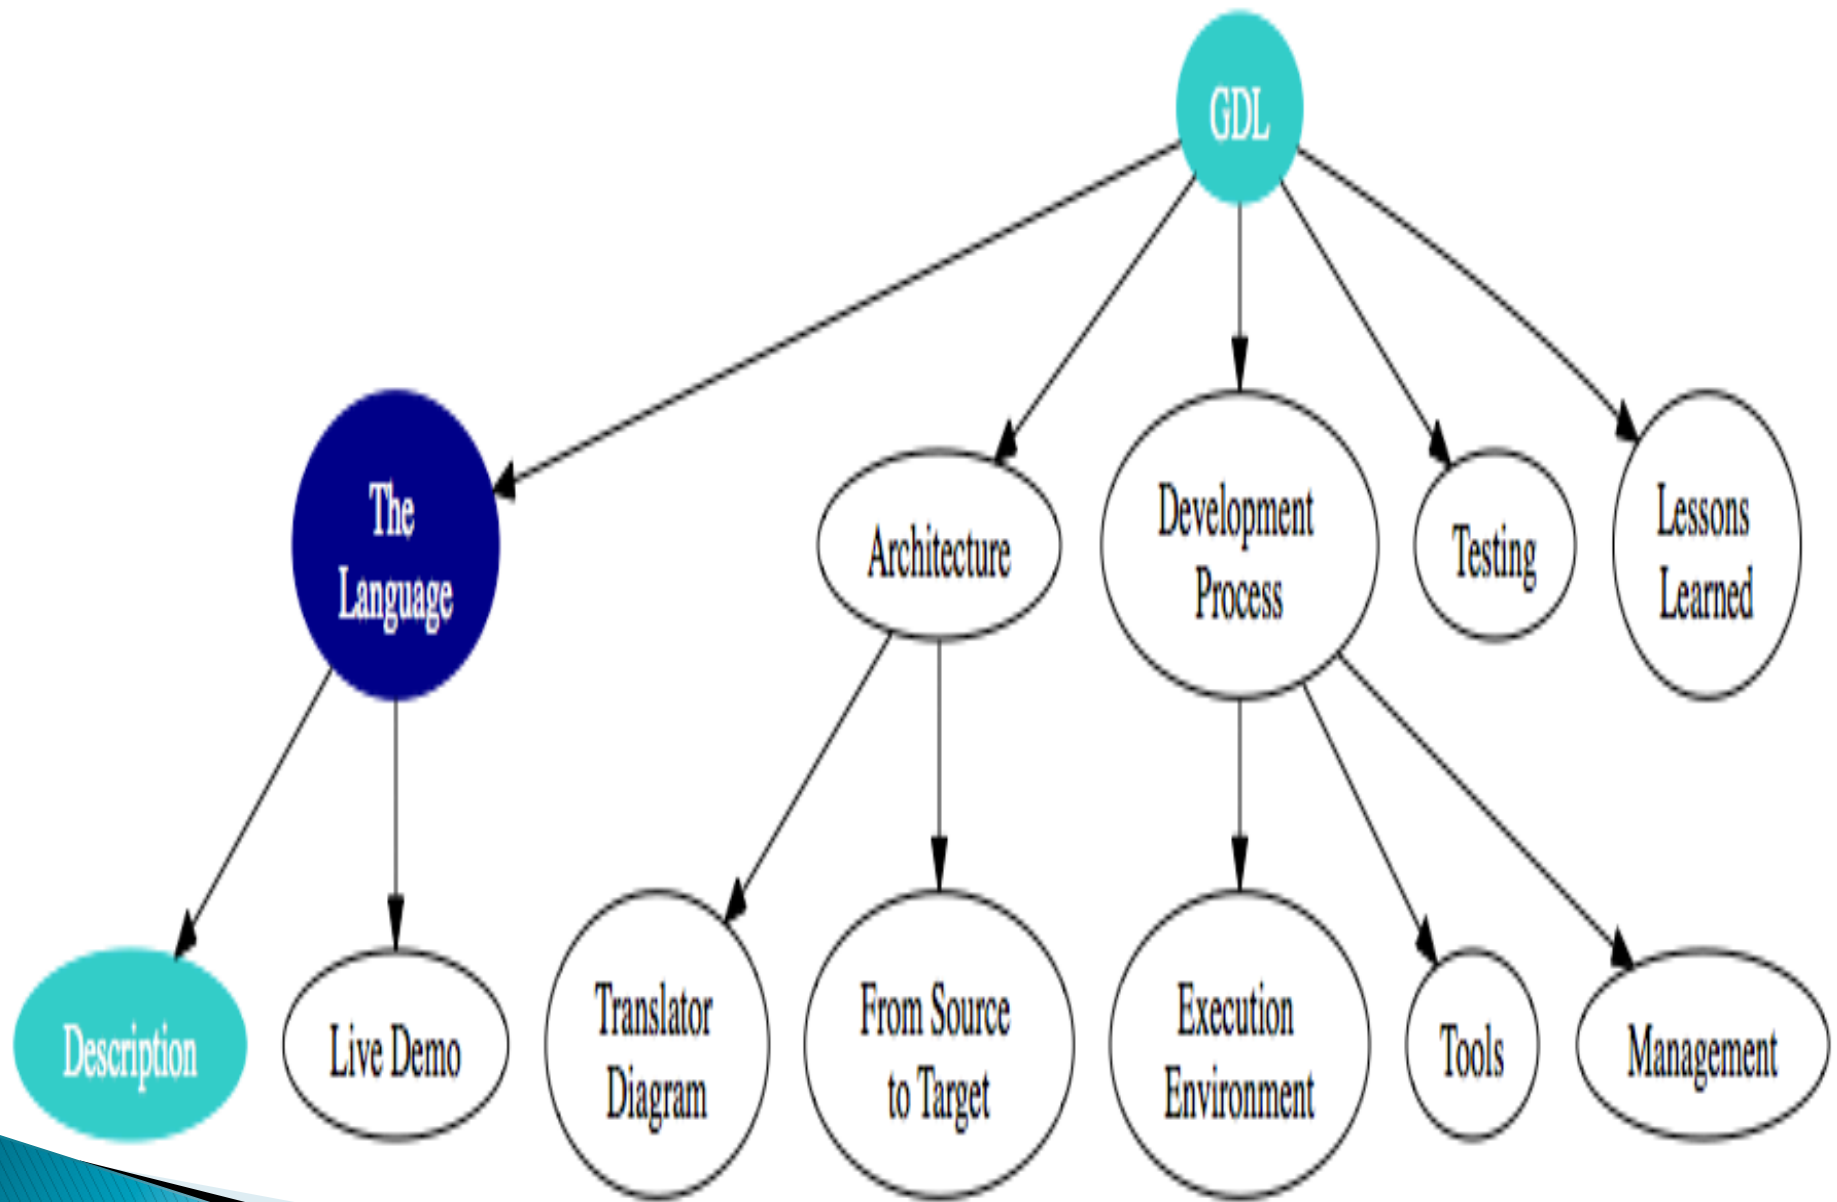 GDL
The
Language
Architecture
Development
Process
Testing
Lessons
Learned
Description
Live Demo
Translator
Diagram
From Source
to Target
Execution
Environment
Tools
Management